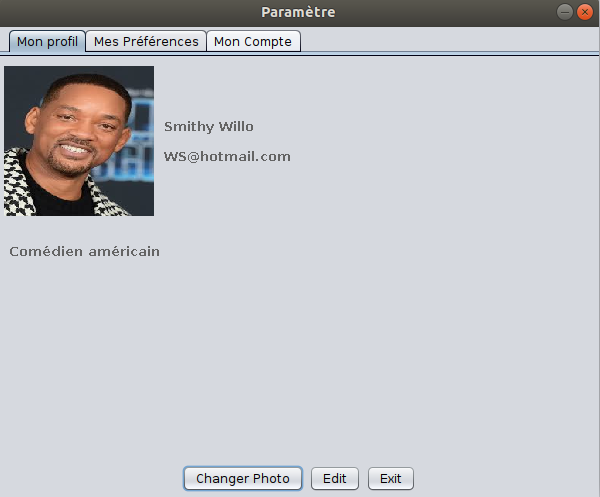 Paramètre
Mon profil Mes Préférences Mon Compte
Smithy Willo
WS@hotmail.com
Comédien américain
Changer Photo Edit Exit